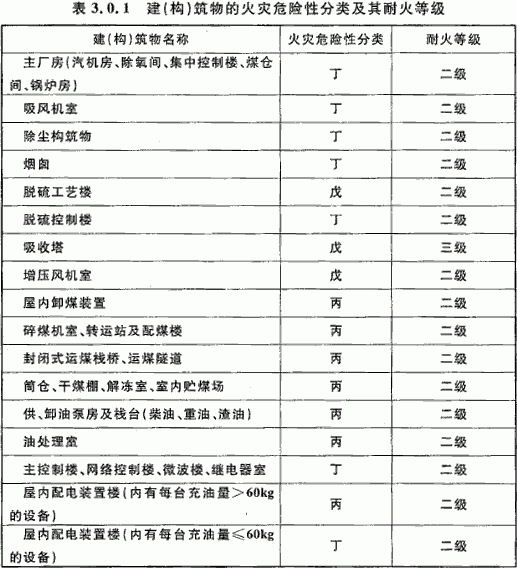 表 3.0.1 建(构)筑物的火灾危险性分类及其耐火等级
建(构)筑物名称 火灾危险性分类 耐火等级
主厂房(汽机房、除氧间、集中控制楼、煤仓
间、锅炉房) 丁 二级
吸风机室 丁 二级
除尘构筑物 丁 二级
烟囱 丁 二级
脱硫工艺楼 戊 二级
脱硫控制楼 丁 二级
吸收塔 戊 三级
增压风机室 戊 二级
屋内卸煤装置 丙 二级
碎煤机室、转运站及配煤楼 丙 二级
封闭式运煤栈桥、运煤隧道 丙 二级
筒仓、干煤棚、解冻室、室内贮煤场 丙 二级
供、卸油泵房及栈台(柴油、重油、渣油) 丙 二级
油处理室 丙 二级
主控制楼、网络控制楼、微波楼、继电器室 丁 二级
屋内配电装置楼(内有每台充油量>60kg
的设备) 丙 二级
屋内配电装置楼(内有每台充油量≤60kg
的设备) 丁 二级